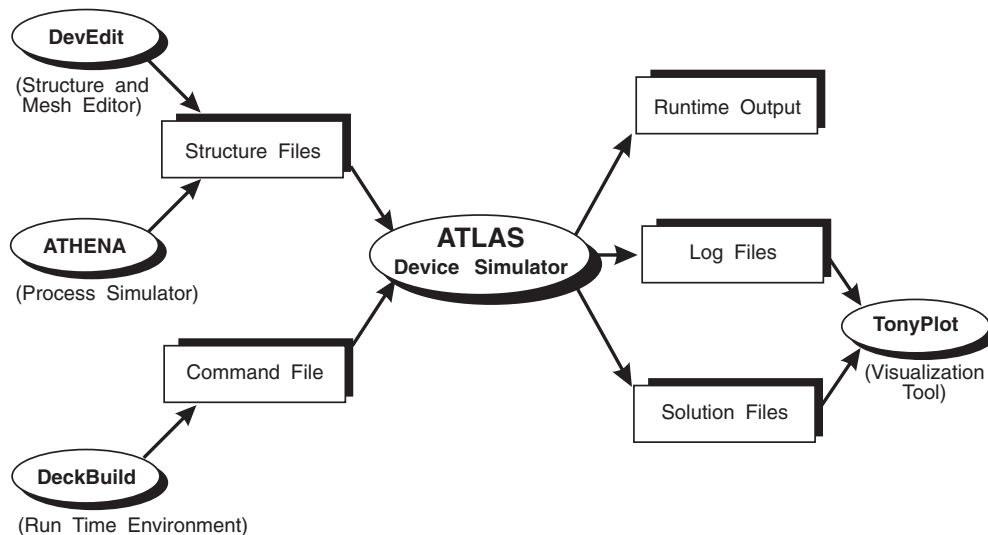 DevEdit
(Structure and
Mesh Editor)
Structure Files
ATHENA
(Process Simulator)
Command File
DeckBuild
(Run Time Environment)
ATLAS
Device Simulator
Runtime Output
Log Files
Solution Files
TonyPlot
(Visualization
Tool)